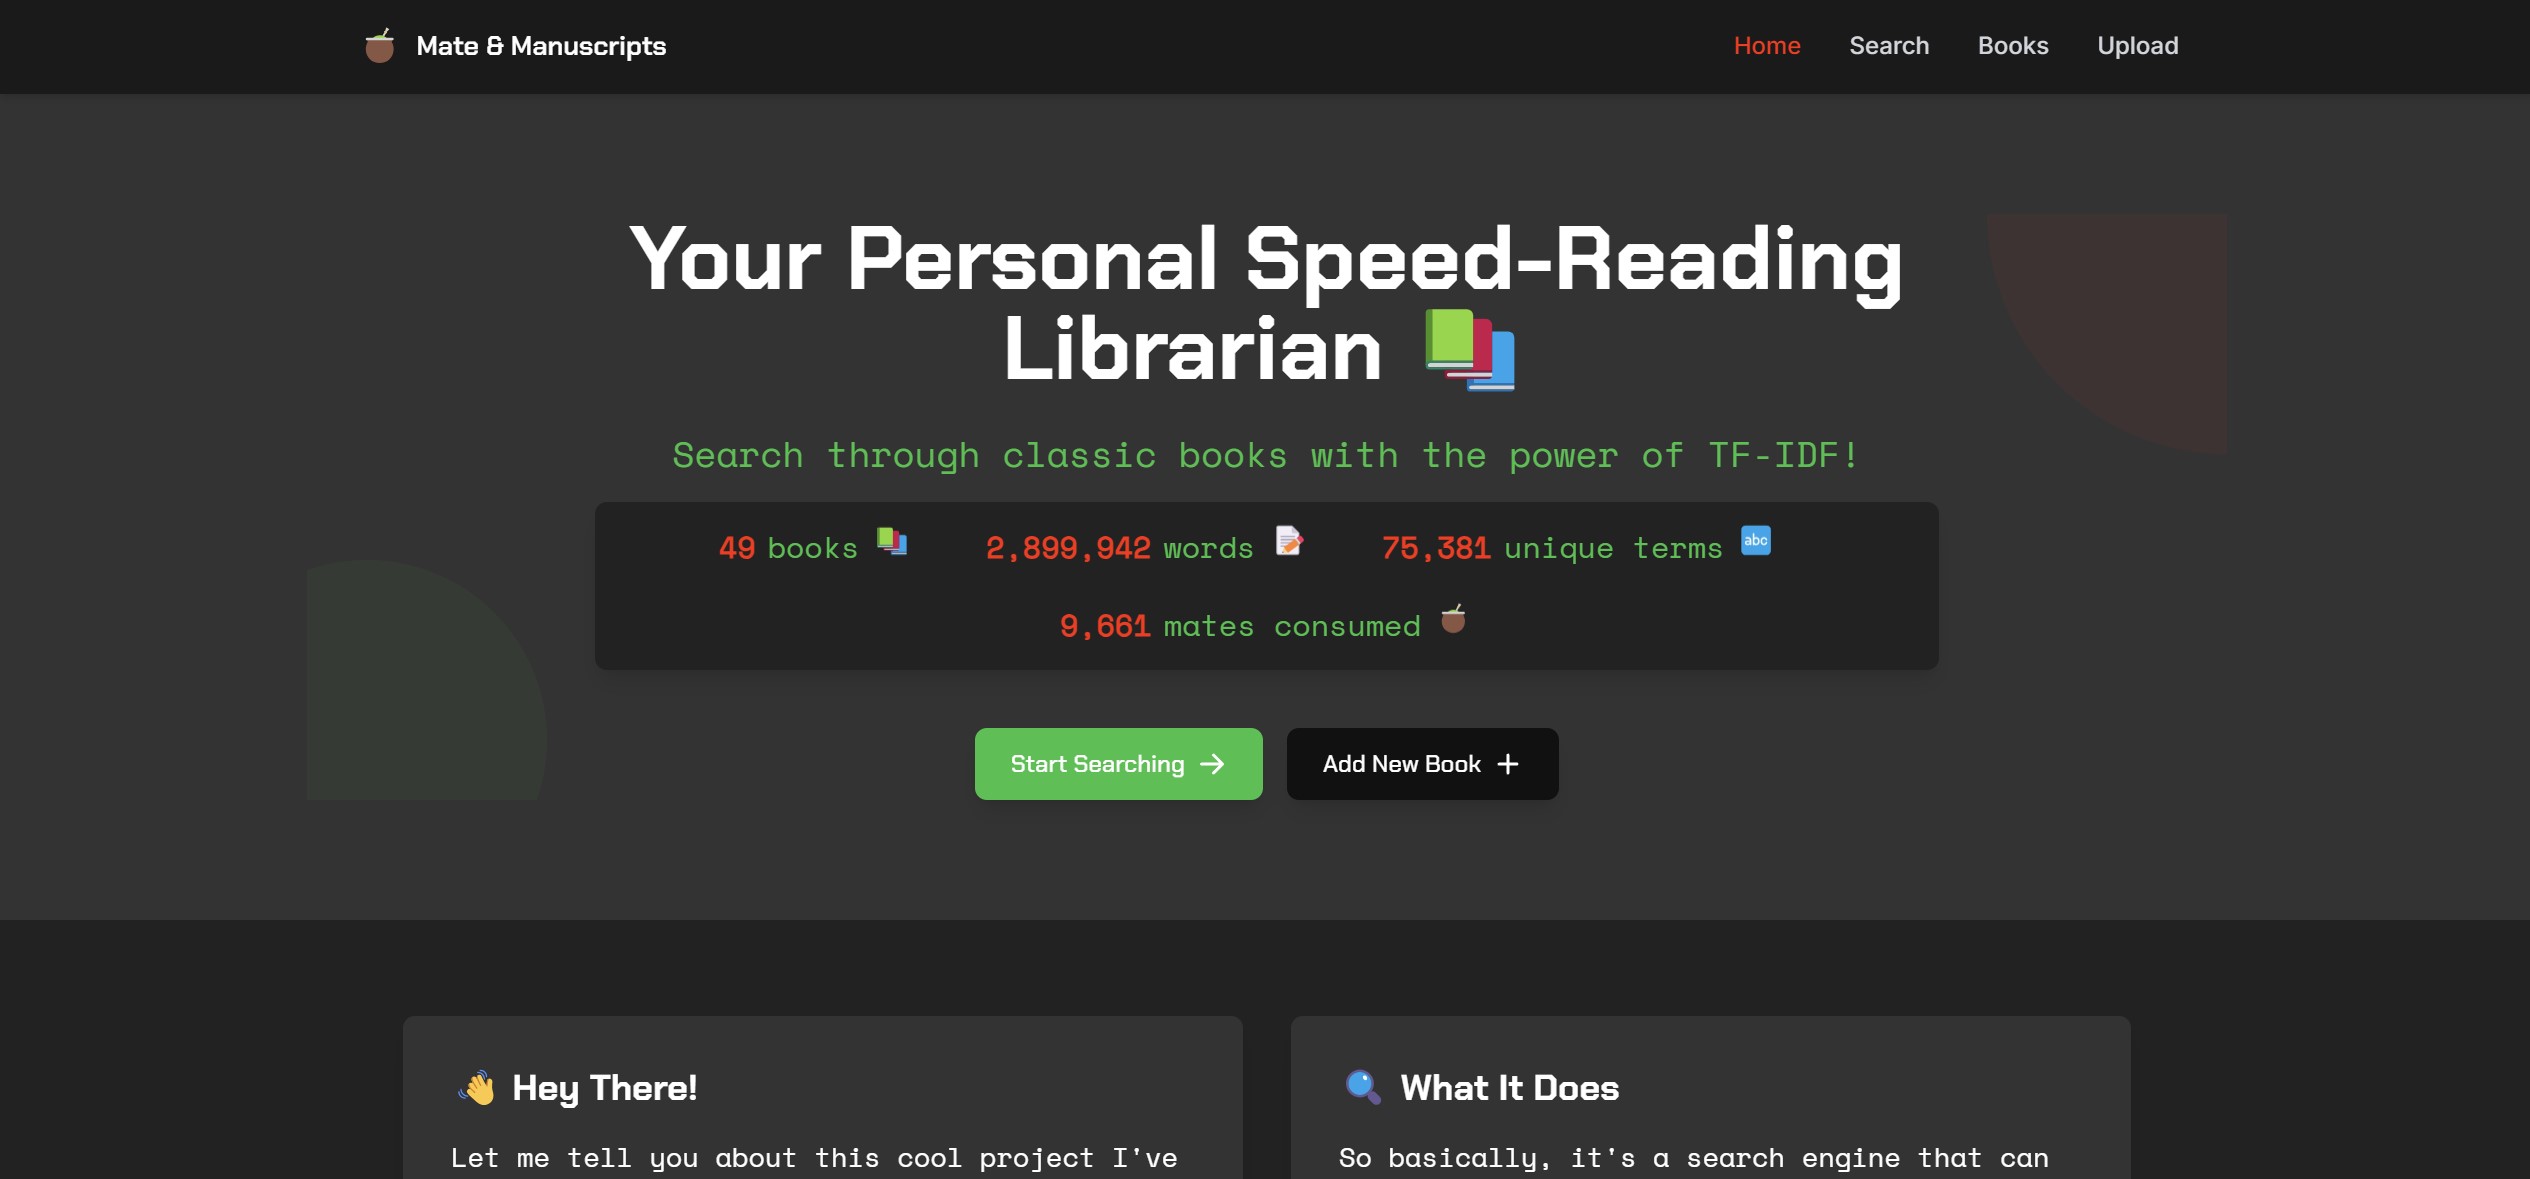 Mate & Manuscripts
Home Search Books Upload
Your Personal Speed-Reading
Librarian
Search through classic books with the power of TF-IDF!
49 books 2,899,942 words 75,381 unique terms abc
9,661 mates consumed
Start Searching Add New Book
Hey There!
Let me tell you about this cool project I've
What It Does
So basically, it's a search engine that can